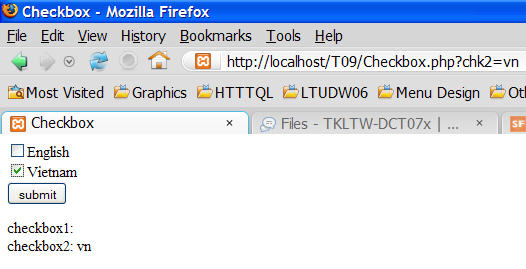 Checkbox - Mozilla Firefox
File Edit View History Bookmarks Tools Help
http://localhost/T09/Checkbox.php?chk2=vn
Most Visited Graphics HTTTQL LTUDW06 Menu Design Oth
Checkbox × Files - TKLTW-DCT07x | ... × SF
English
Vietnam
submit
checkbox1:
checkbox2: vn